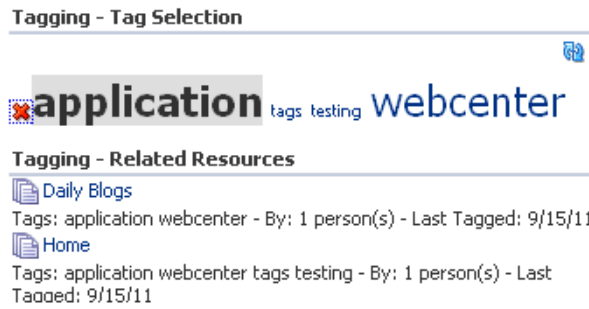 Tagging - Tag Selection
application tags testing webcenter
Tagging - Related Resources
Daily Blogs
Tags: application webcenter - By: 1 person(s) - Last Tagged: 9/15/11
Home
Tags: application webcenter tags testing - By: 1 person(s) - Last
Tagged: 9/15/11